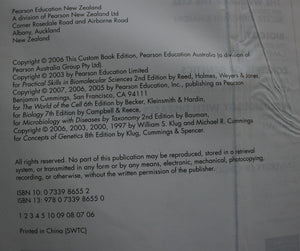 Pearson Education New Zealand
A division of Pearson New Zealand Ltd
Corner Rosedale Road and Airborne Road
Albany, Auckland
New Zealand
Copyright © 2006 This Custom Book Edition, Pearson Education Australia (a division of
Pearson Australia Group Pty Ltd).
Copyright © 2003 by Pearson Education Limited
for Practical Skills in Biomolecular Sciences 2nd Edition by Reed, Holmes, Weyers & Jones
Copyright © 2007, 2006, 2005 by Pearson Education, Inc., publishing as Pearson
Benjamin Cummings, San Francisco, CA 94111
for The World of the Cell 6th Edition by Becker, Kleinsmith & Hardin,
for Biology 7th Edition by Campbell & Reece,
for Microbiology with Diseases by Taxonomy 2nd Edition by Bauman,
Copyright © 2006, 2003, 2000, 1997 by William S. Klug and Michael R. Cummings
for Concepts of Genetics 8th Edition by Klug, Cummings & Spencer.
All rights reserved. No part of this publication may be reproduced, stored in a retrieval
system, or transmitted in any form or by any means, electronic, mechanical, photocopying,
recording, or otherwise, without the written permission of the publisher.
ISBN 10: 0 7339 8655 2
ISBN 13: 978 0 7339 8655 0
1 2 3 4 5 10 09 08 07 06
Printed in China (SWTC)